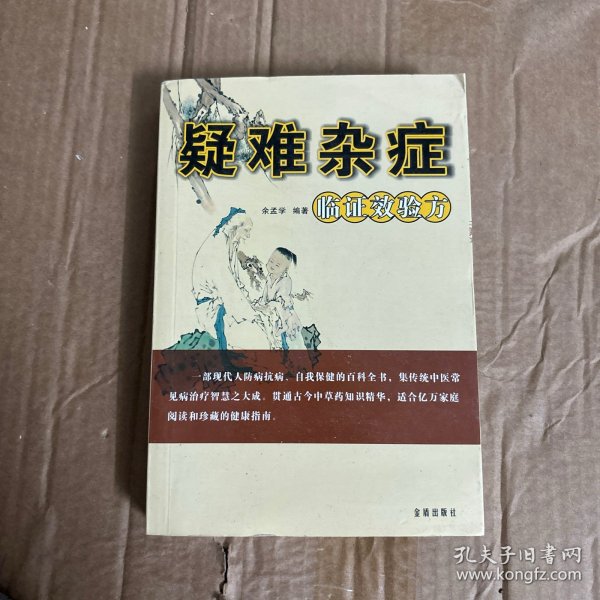 疑难杂症
余孟学 编著
临证效验方
一部现代人防病抗病、自我保健的百科全书，集传统中医常
见病治疗智慧之大成。贯通古今中草药知识精华，适合亿万家庭
阅读和珍藏的健康指南。
金盾出版社
孔夫子旧书网
www.kongfz.com